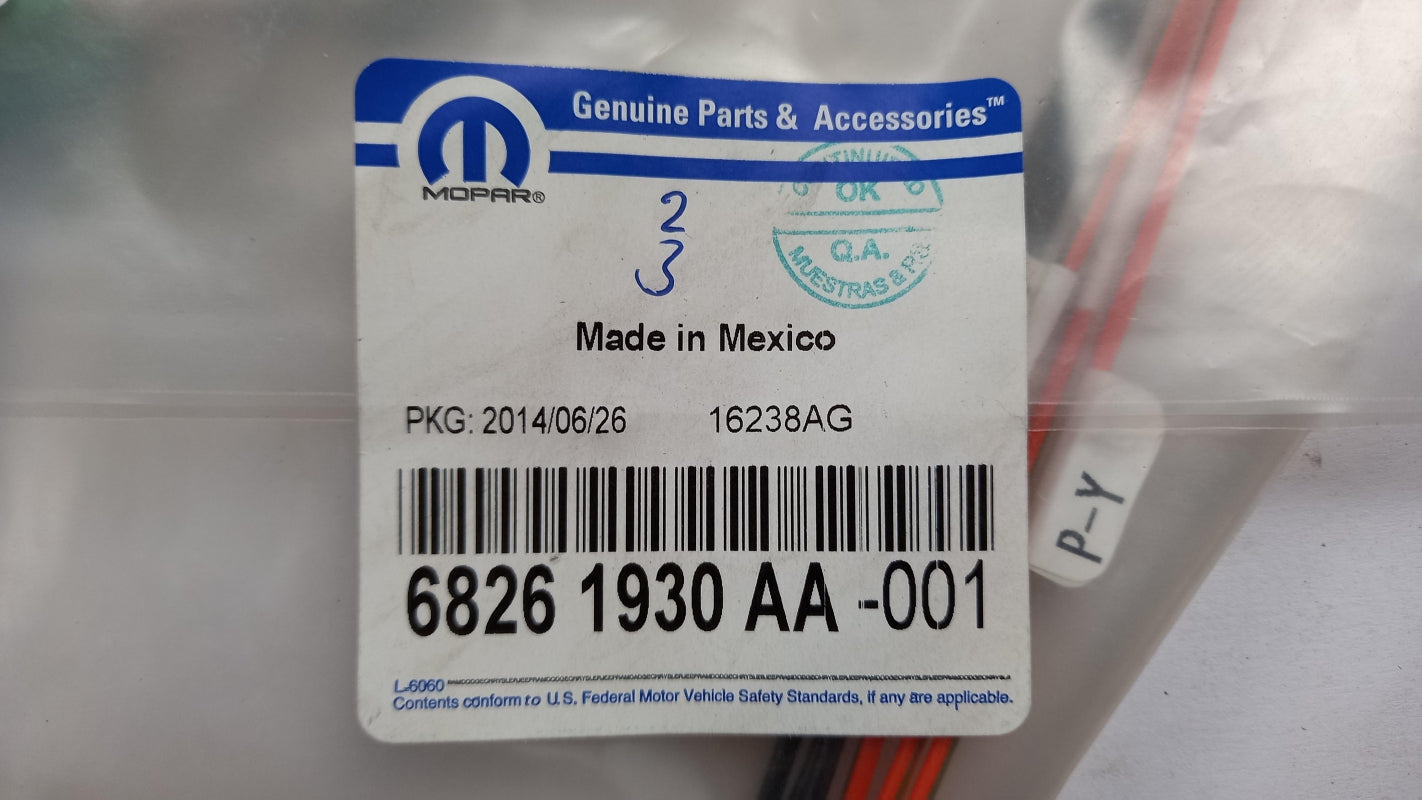 Genuine Parts & Accessories™
MOPAR®
OK
Q.A.
MUESTRAS &
2
3
Made in Mexico
PKG: 2014/06/26 16238AG
6826 1930 AA -001
L-6060
Contents conform to U.S. Federal Motor Vehicle Safety Standards, if any are applicable.
P-Y